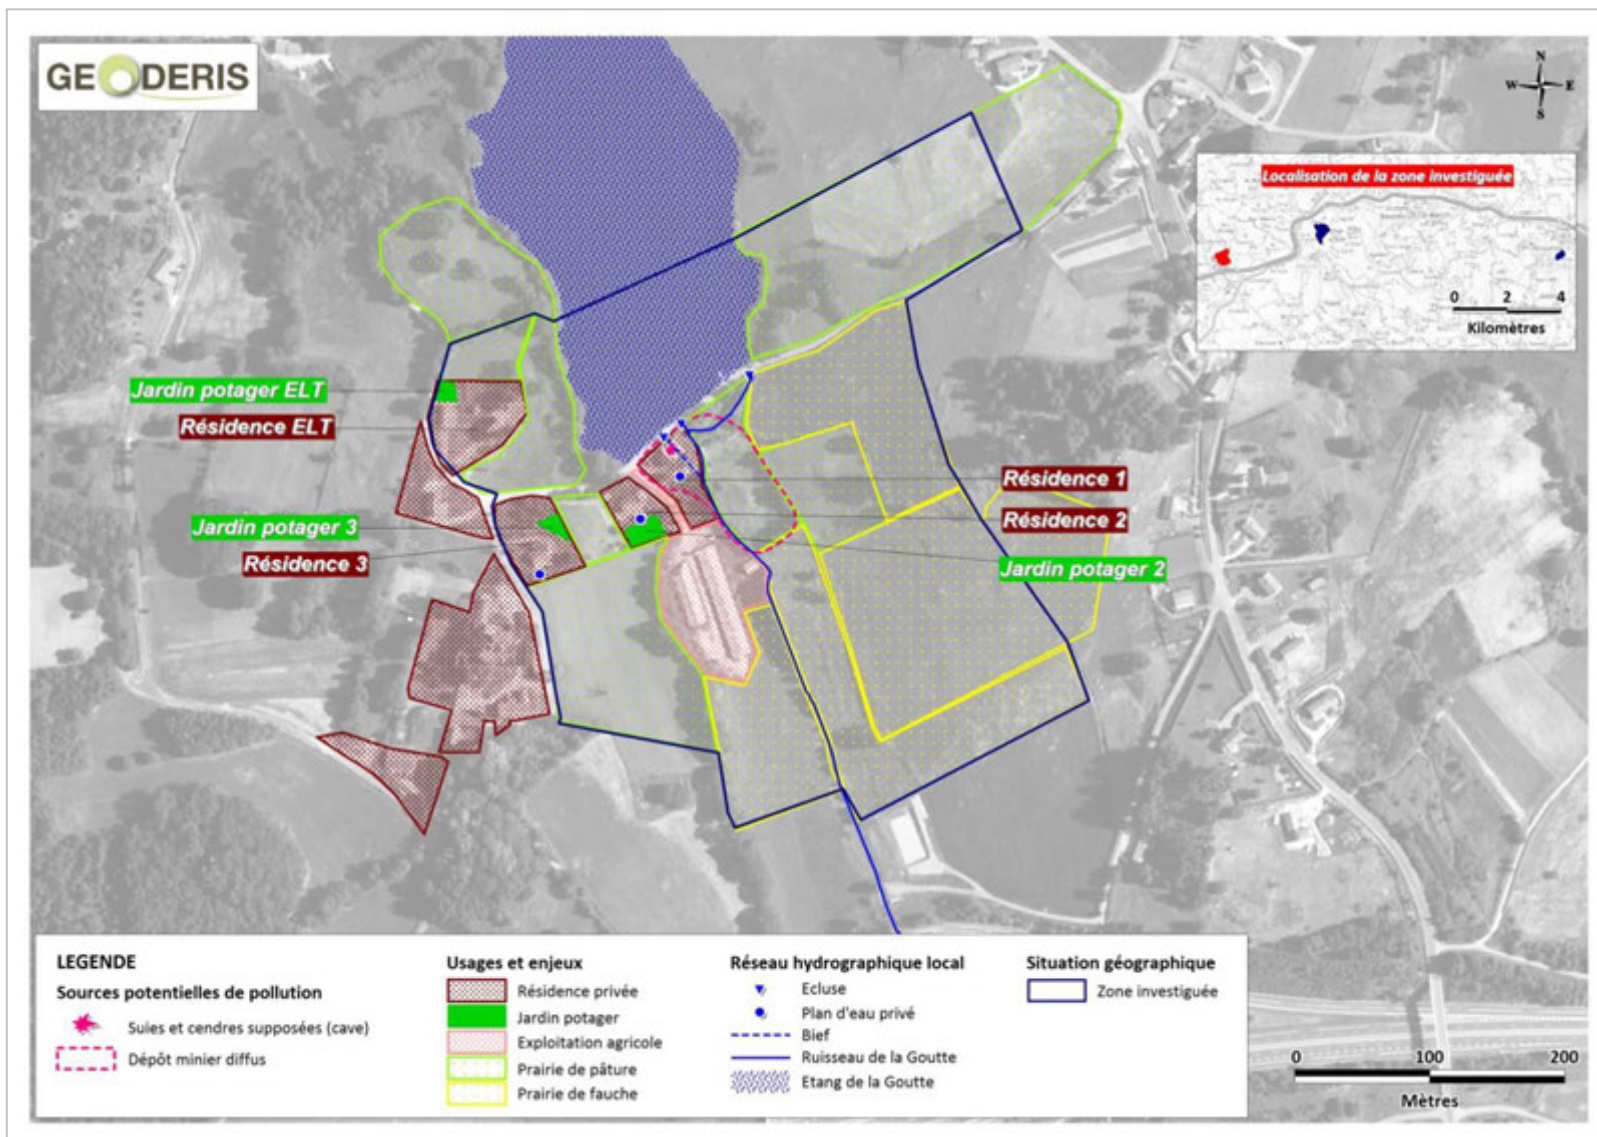 GEODERIS
N
W E
S
Localisation de la zone investiguée
0 2 4
Kilomètres
Jardin potager ELT
Résidence ELT
Résidence 1
Résidence 2
Jardin potager 3
Résidence 3
Jardin potager 2
LEGENDE
Sources potentielles de pollution
Suies et cendres supposées (cave)
Dépôt minier diffus
Usages et enjeux
Résidence privée
Jardin potager
Exploitation agricole
Prairie de pâture
Prairie de fauche
Réseau hydrographique local
Ecluse
Plan d'eau privé
Bief
Ruisseau de la Goutte
Etang de la Goutte
Situation géographique
Zone investiguée
0 100 200
Mètres